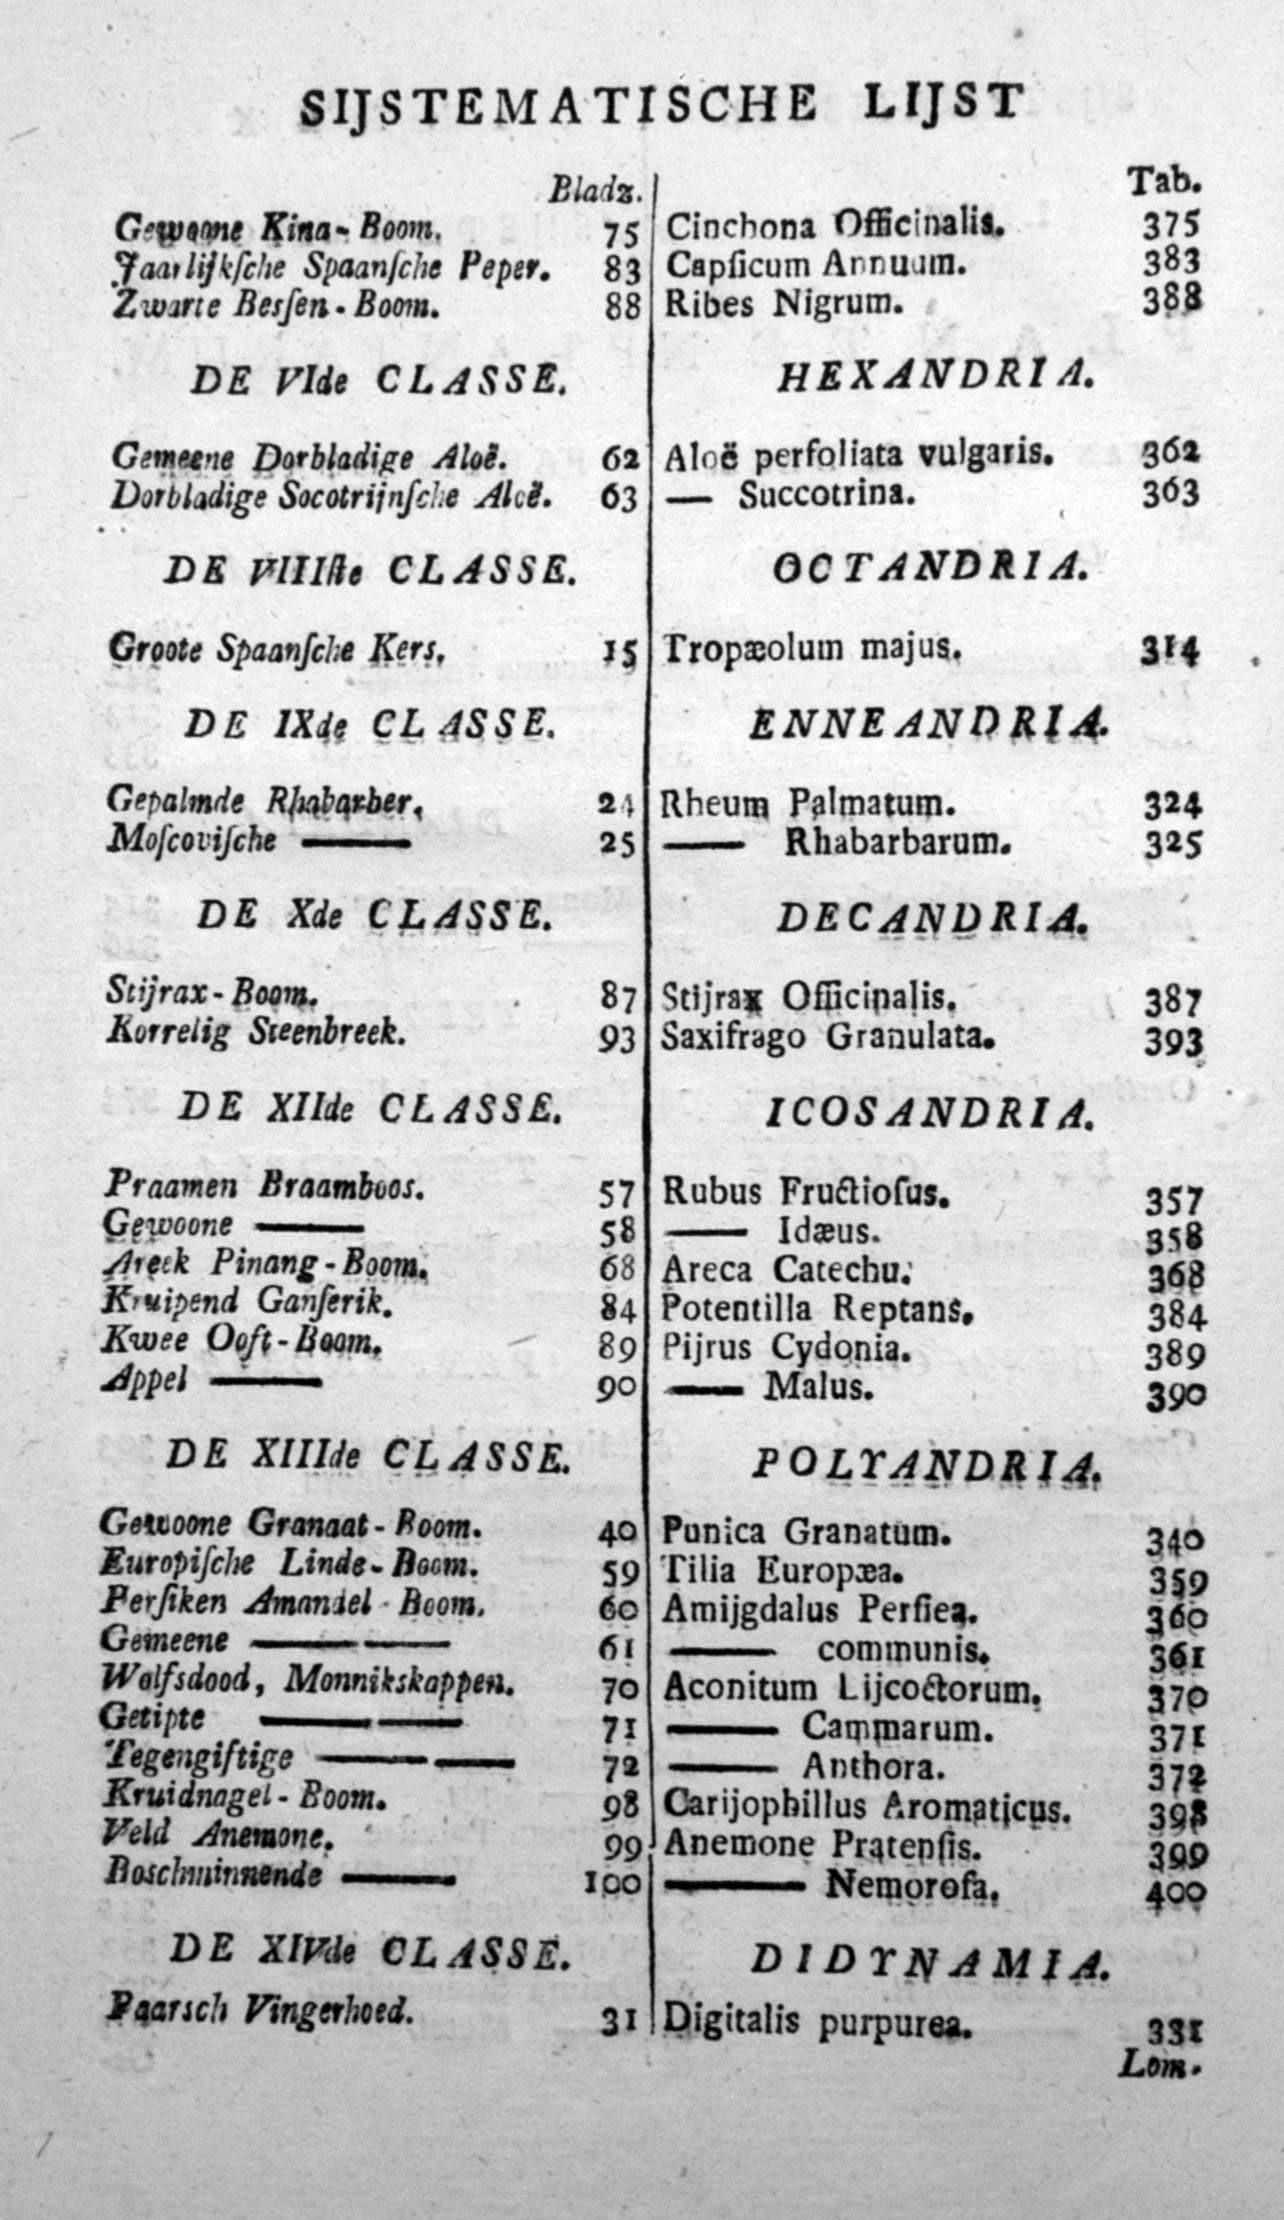 SIJSTEMATISCHE LIJST
Bladz. Tab.
Gewoone Kina-Boom. 75 Cinchona Officinalis. 375
Jaarlijkſche Spaanſche Peper. 83 Capſicum Annuum. 383
Zwarte Besſen-Boom. 88 Ribes Nigrum. 388
DE VIde CLASSE. HEXANDRIA.
Gemeene Dorbladige Aloë. 62 Aloë perfoliata vulgaris. 362
Dorbladige Socotrijnſche Aloë. 63 — Succotrina. 363
DE VIIIſte CLASSE. OCTANDRIA.
Groote Spaanſche Kers. 15 Tropæolum majus. 314
DE IXde CLASSE. ENNEANDRIA.
Gepalmde Rhabarber. 24 Rheum Palmatum. 324
Moſcoviſche —— 25 —— Rhabarbarum. 325
DE Xde CLASSE. DECANDRIA.
Stijrax-Boom. 87 Stijrax Officinalis. 387
Korrelig Steenbreek. 93 Saxifrago Granulata. 393
DE XIIde CLASSE. ICOSANDRIA.
Praamen Braamboos. 57 Rubus Fructioſus. 357
Gewoone —— 58 —— Idæus. 358
Areek Pinang-Boom. 68 Areca Catechu. 368
Kruipend Ganſerik. 84 Potentilla Reptans. 384
Kwee Ooft-Boom. 89 Pijrus Cydonia. 389
Appel —— 90 —— Malus. 390
DE XIIIde CLASSE. POLYANDRIA.
Gewoone Granaat-Boom. 40 Punica Granatum. 340
Europiſche Linde-Boom. 59 Tilia Europæa. 359
Perſiken Amandel-Boom. 60 Amijgdalus Perſiea. 360
Gemeene —— —— 61 —— communis. 361
Wolfsdood, Monnikskappen. 70 Aconitum Lijcoctorum. 370
Getipte —— —— 71 —— Cammarum. 371
Tegengiftige —— —— 72 —— Anthora. 372
Kruidnagel-Boom. 98 Carijophillus Aromaticus. 398
Veld Anemone. 99 Anemone Pratenſis. 399
Boschminnende —— 100 —— Nemoroſa. 400
DE XIVde CLASSE. DIDYNAMIA.
Paarsch Vingerhoed. 31 Digitalis purpurea. 331
Lom.